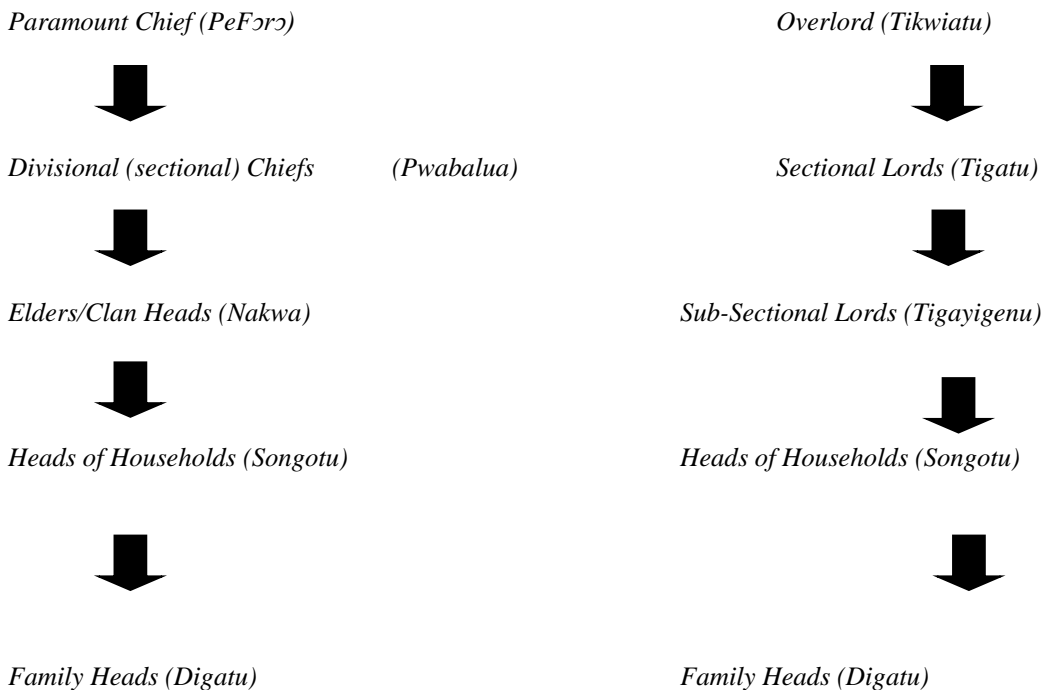 Paramount Chief (PeFɔrɔ) Overlord (Tikwiatu)
Divisional (sectional) Chiefs (Pwabalua) Sectional Lords (Tigatu)
Elders/Clan Heads (Nakwa) Sub-Sectional Lords (Tigayigenu)
Heads of Households (Songotu) Heads of Households (Songotu)
Family Heads (Digatu) Family Heads (Digatu)